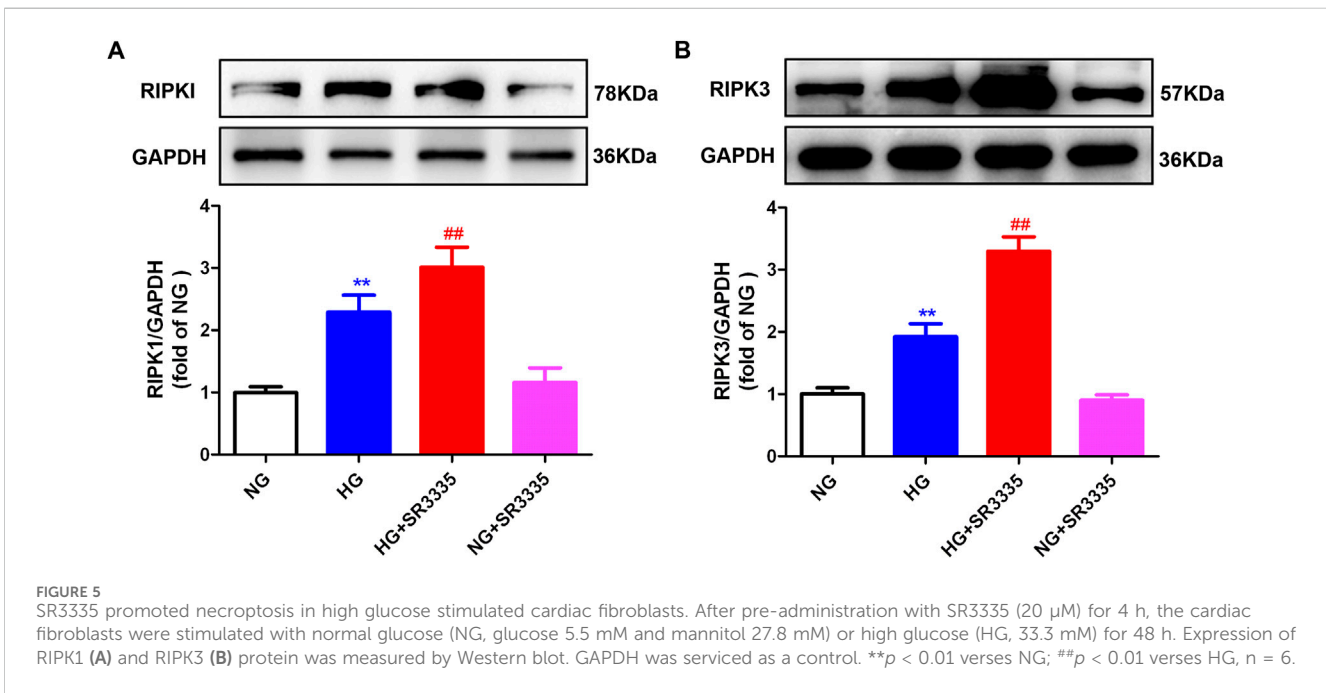 A
RIPKI
78KDa
GAPDH
36KDa
RIPK1/GAPDH
(fold of NG )
4
3
2
1
0
**
##
NG
HG
HG+SR3335
NG+SR3335
B
RIPK3
57KDa
GAPDH
36KDa
RIPK3/GAPDH
(fold of NG )
4
3
2
1
0
**
##
NG
HG
HG+SR3335
NG+SR3335
FIGURE 5
SR3335 promoted necroptosis in high glucose stimulated cardiac fibroblasts. After pre-administration with SR3335 (20 μM) for 4 h, the cardiac
fibroblasts were stimulated with normal glucose (NG, glucose 5.5 mM and mannitol 27.8 mM) or high glucose (HG, 33.3 mM) for 48 h. Expression of
RIPK1 (A) and RIPK3 (B) protein was measured by Western blot. GAPDH was serviced as a control. **p < 0.01 verses NG; ##p < 0.01 verses HG, n = 6.